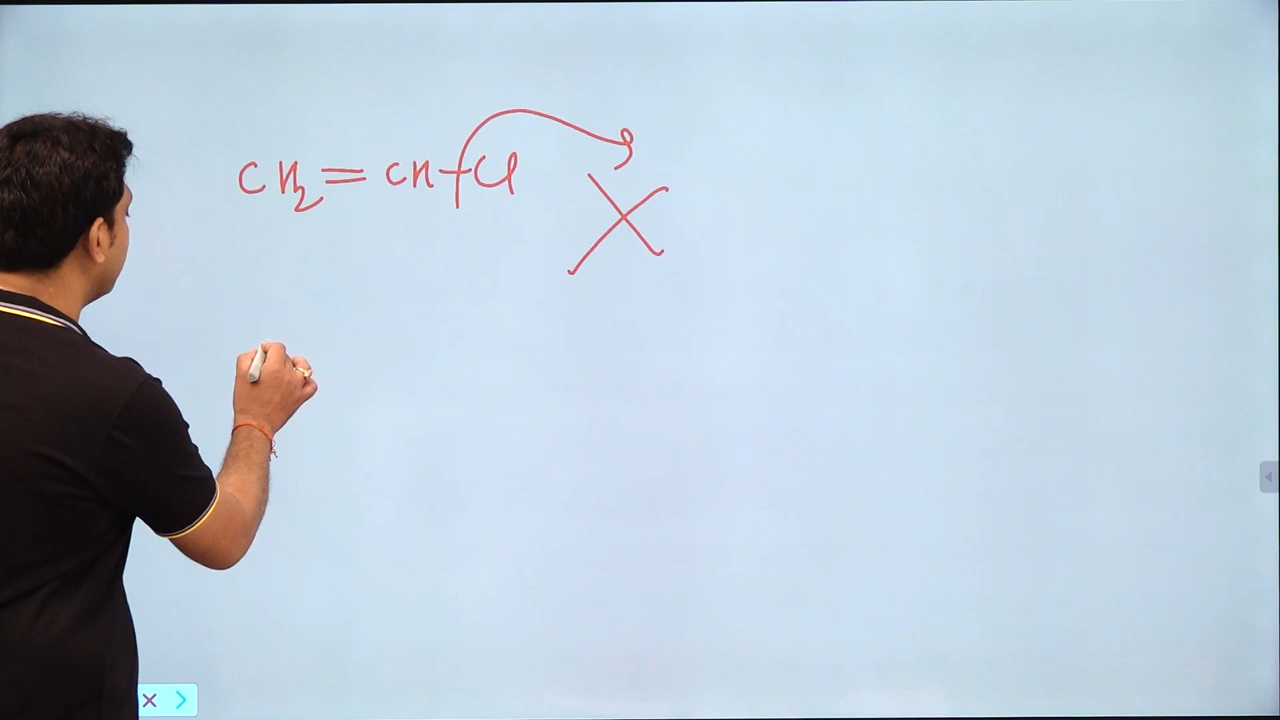 CH₂ = CH-Cl